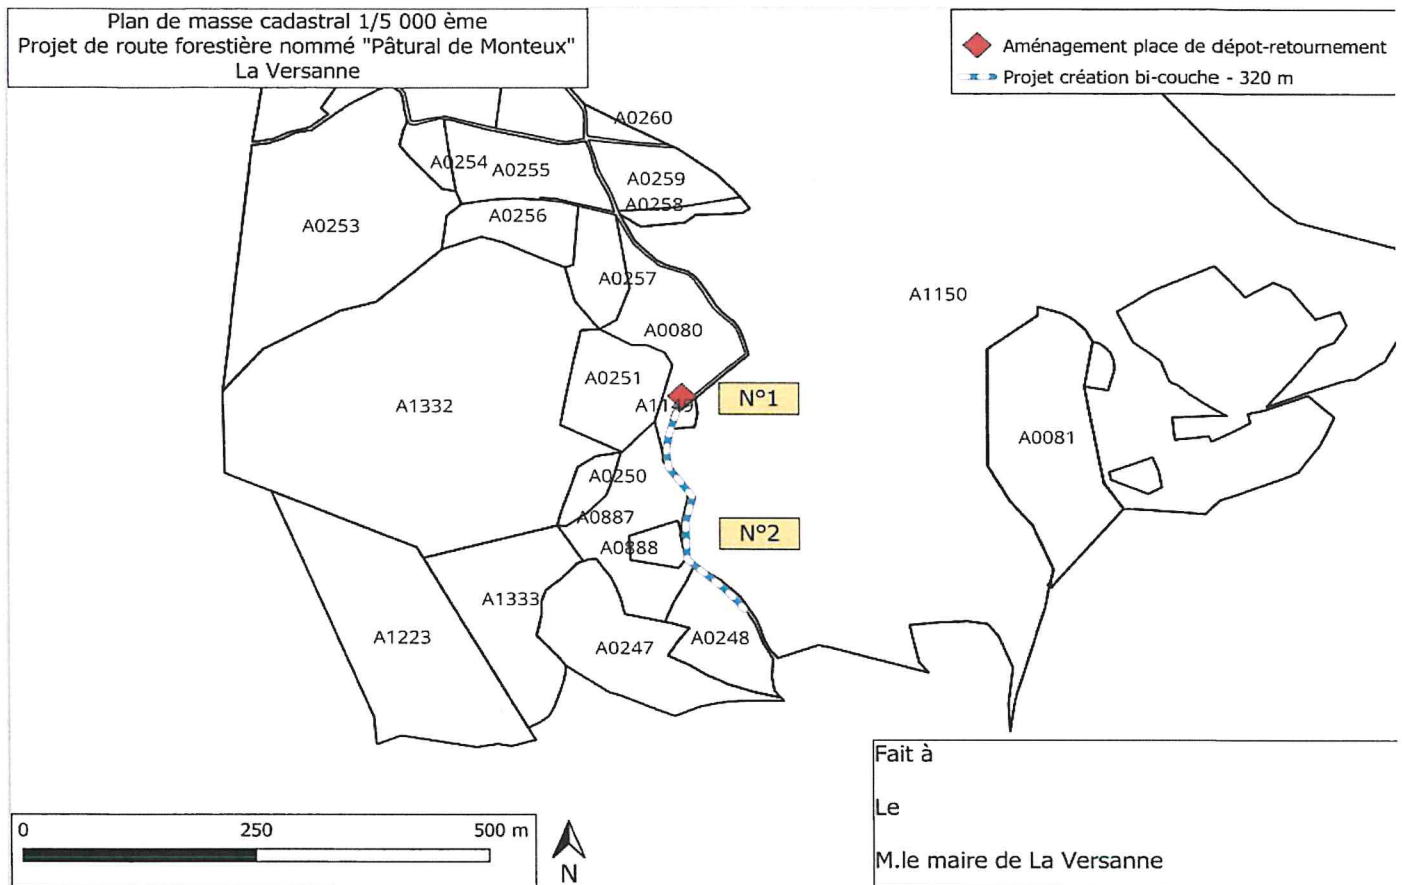 Plan de masse cadastral 1/5 000 ème
Projet de route forestière nommé "Pâtural de Monteux"
La Versanne
Aménagement place de dépot-retournement
Projet création bi-couche - 320 m
A0260
A0254
A0255
A0259
A0258
A0253
A0256
A0257
A1150
A0080
A0251
A1332
A1149
N°1
A0081
A0250
A0887
N°2
A0888
A1333
A1223
A0247
A0248
Fait à
Le
M.le maire de La Versanne
0 250 500 m
N